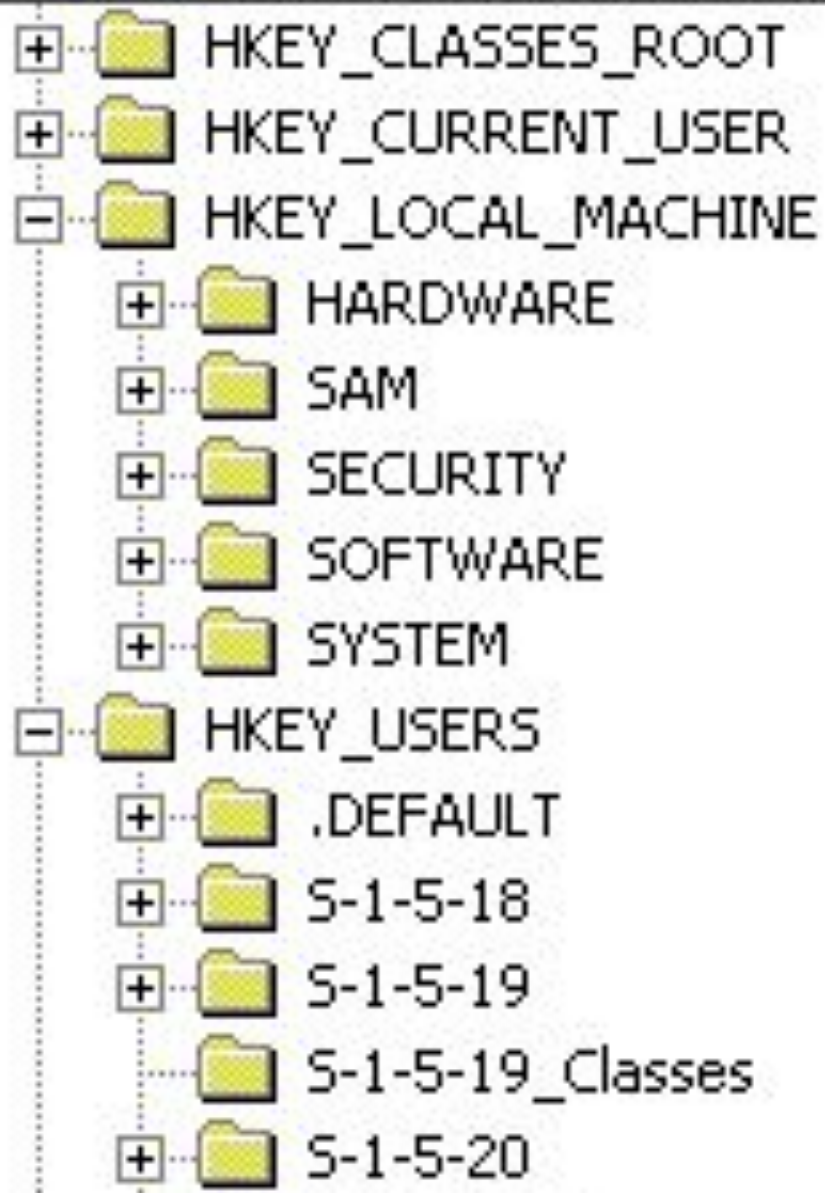 HKEY_CLASSES_ROOT
HKEY_CURRENT_USER
HKEY_LOCAL_MACHINE
HARDWARE
SAM
SECURITY
SOFTWARE
SYSTEM
HKEY_USERS
.DEFAULT
S-1-5-18
S-1-5-19
S-1-5-19_Classes
S-1-5-20